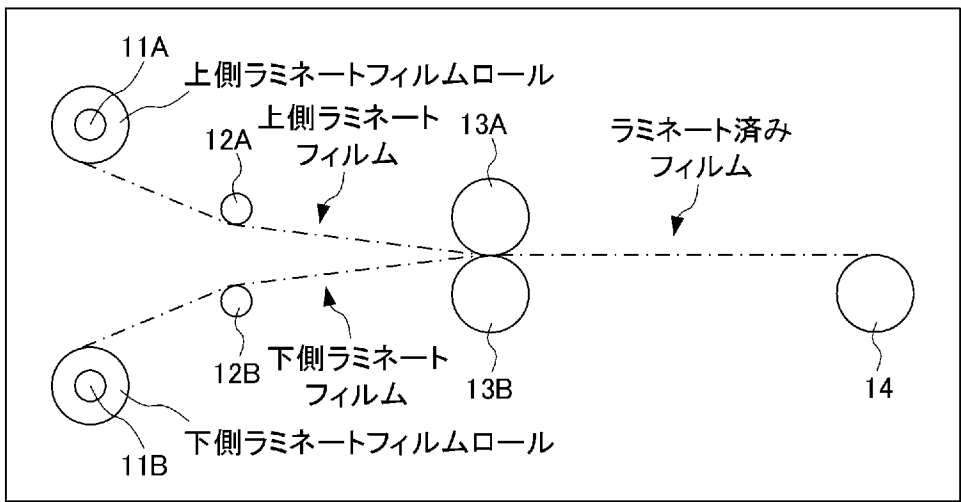 11A
上側ラミネートフィルムロール
12A
上側ラミネート
フィルム
13A
ラミネート済み
フィルム
12B
下側ラミネート
フィルム
13B
14
下側ラミネートフィルムロール
11B